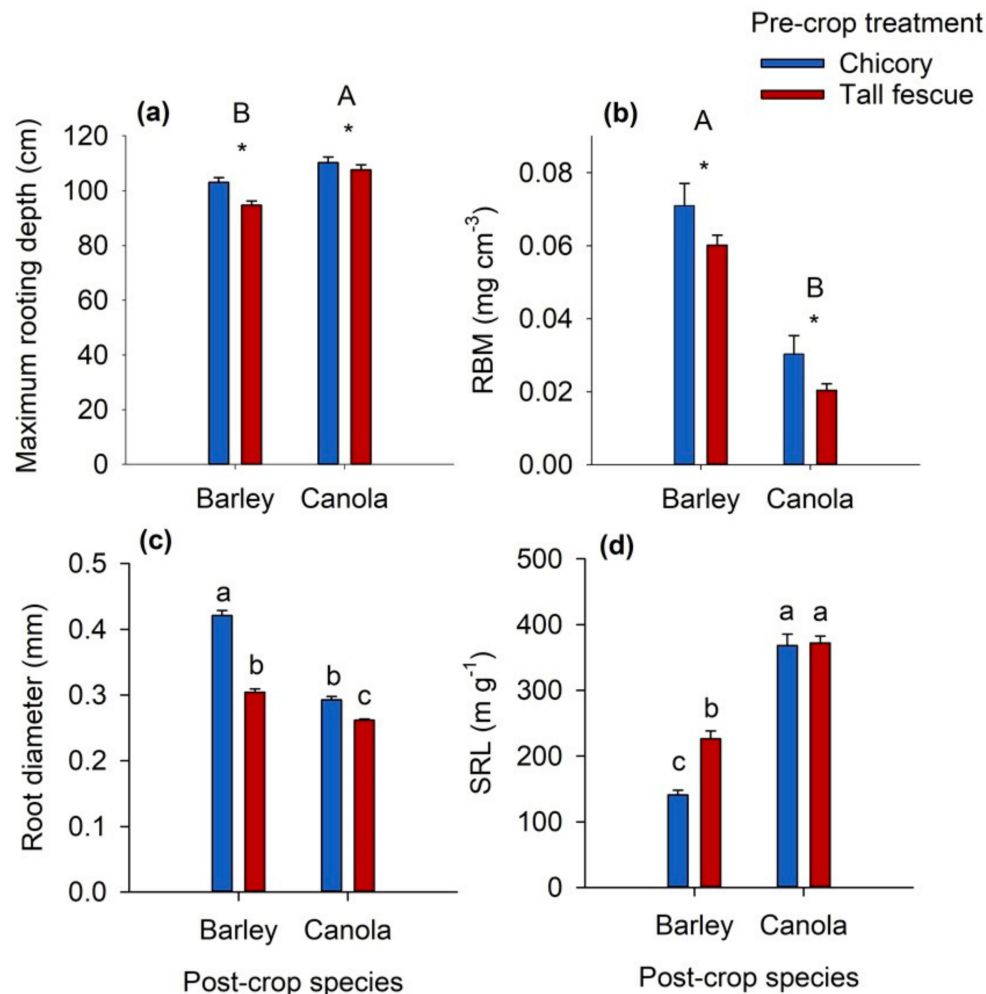 Pre-crop treatment
Chicory
Tall fescue
(a)
B
*
A
*
Maximum rooting depth (cm)
120
100
80
60
40
20
0
Barley Canola
(b)
A
*
B
*
RBM (mg cm⁻³)
0.08
0.06
0.04
0.02
0.00
Barley Canola
(c)
a
b
b
c
Root diameter (mm)
0.5
0.4
0.3
0.2
0.1
0.0
Barley Canola
Post-crop species
(d)
c
b
a
a
SRL (m g⁻¹)
500
400
300
200
100
0
Barley Canola
Post-crop species